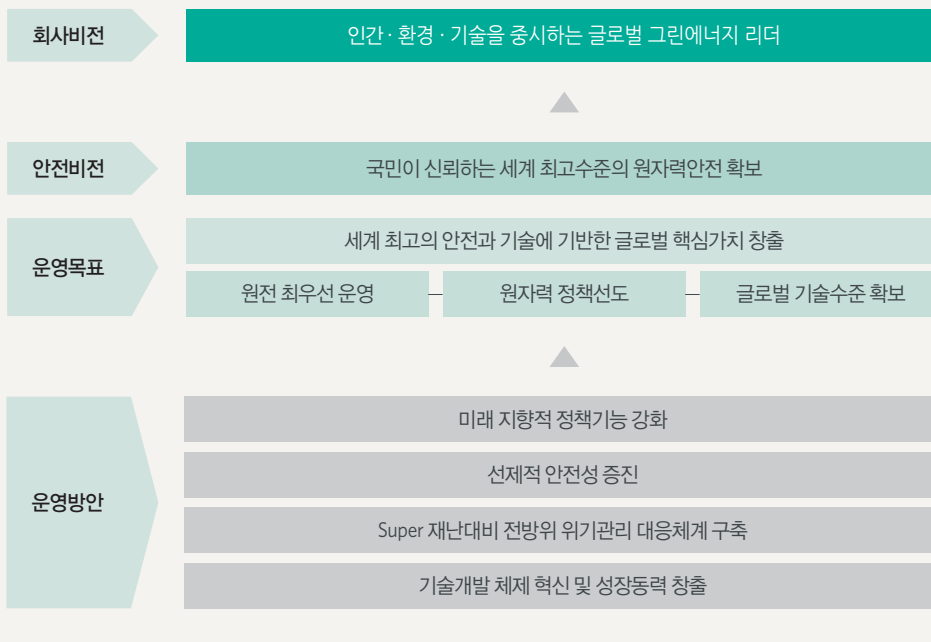 회사비전
인간 · 환경 · 기술을 중시하는 글로벌 그린에너지 리더
안전비전
국민이 신뢰하는 세계 최고수준의 원자력안전 확보
운영목표
세계 최고의 안전과 기술에 기반한 글로벌 핵심가치 창출
원전 최우선 운영
원자력 정책선도
글로벌 기술수준 확보
운영방안
미래 지향적 정책기능 강화
선제적 안전성 증진
Super 재난대비 전방위 위기관리 대응체계 구축
기술개발 체제 혁신 및 성장동력 창출